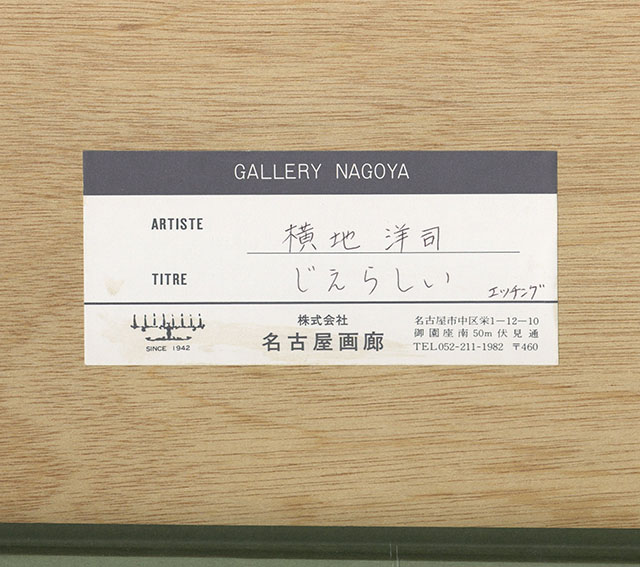 GALLERY NAGOYA
ARTISTE 横地 洋司
TITRE じえらしい エッチング
SINCE 1942
株式会社
名古屋画廊
名古屋市中区栄1−12−10
御園座南50m伏見通
TEL052-211-1982 〒460